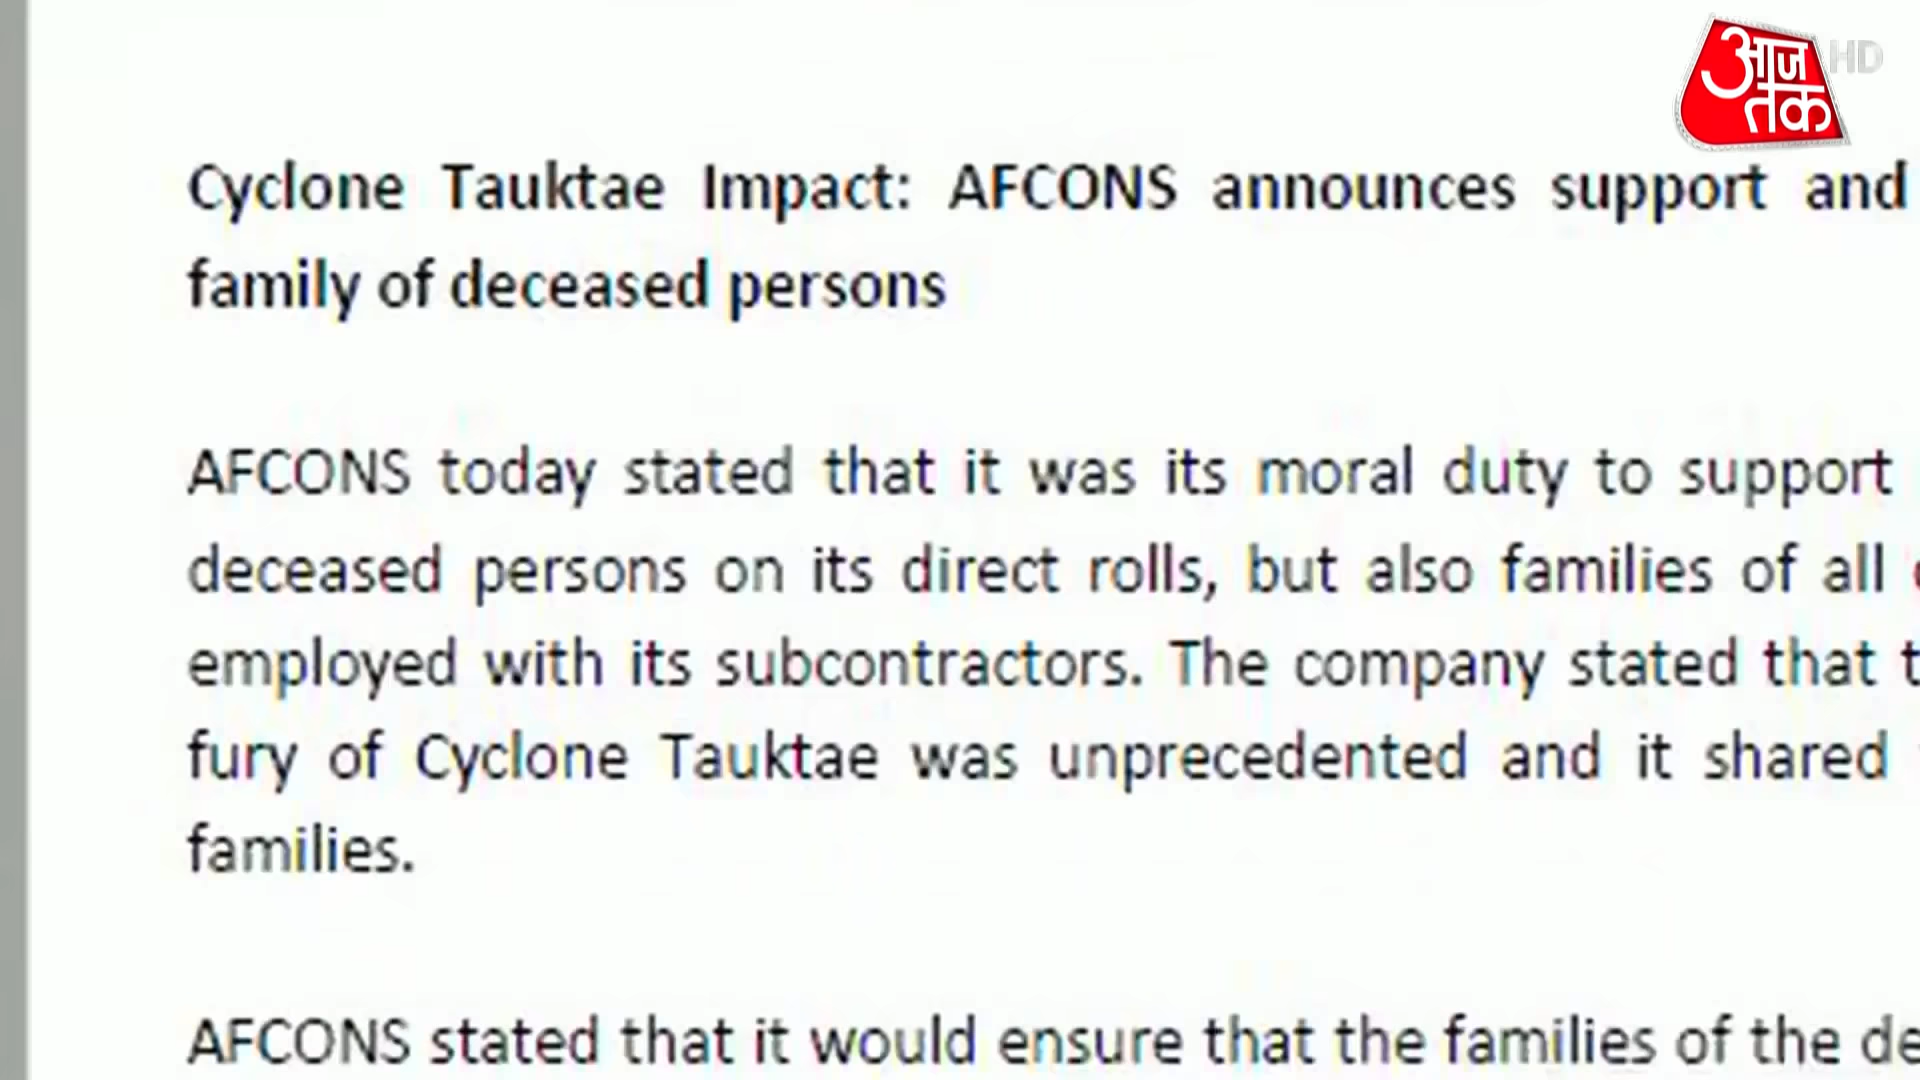 आज
तक
HD
Cyclone Tauktae Impact: AFCONS announces support and
family of deceased persons
AFCONS today stated that it was its moral duty to support
deceased persons on its direct rolls, but also families of all
employed with its subcontractors. The company stated that
fury of Cyclone Tauktae was unprecedented and it shared
families.
AFCONS stated that it would ensure that the families of the